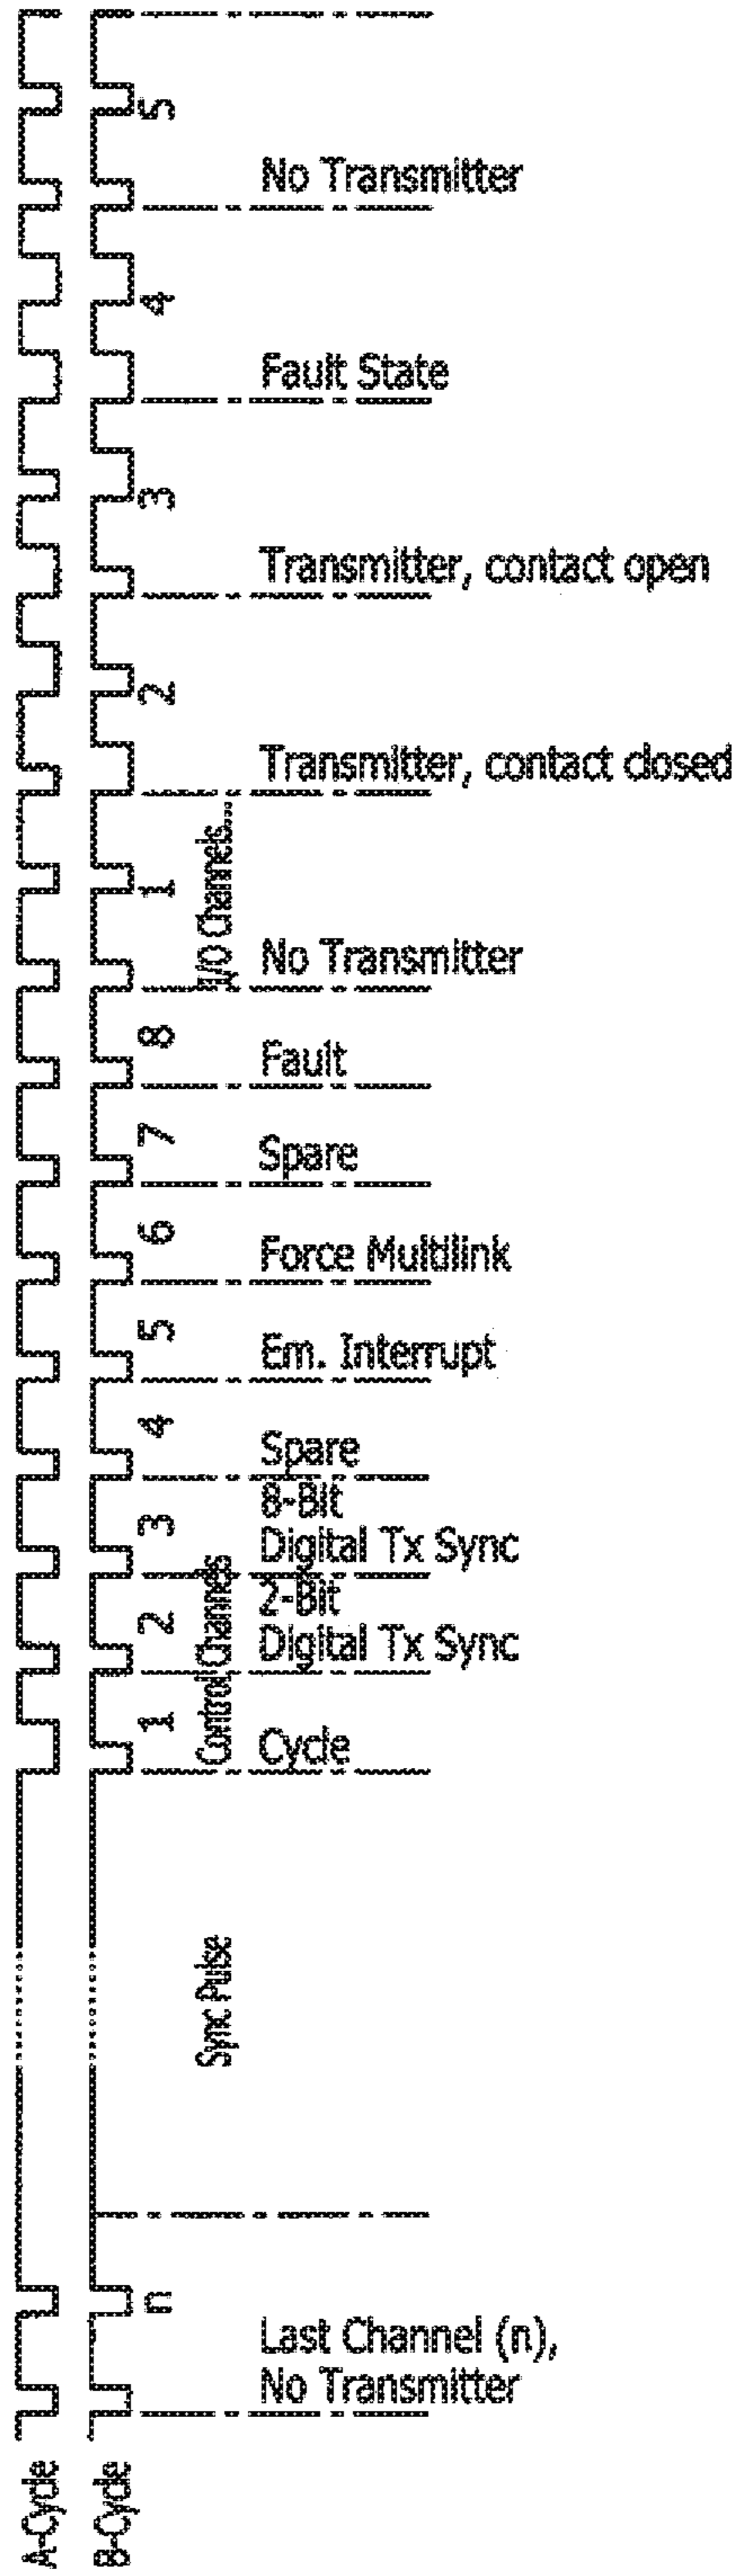 5
No Transmitter
4
Fault State
3
Transmitter, contact open
2
Transmitter, contact closed
1
I/O Channels...
No Transmitter
8
Fault
7
Spare
6
Force Multilink
5
Em. Interrupt
4
Spare
3
8-Bit
Digital Tx Sync
2
2-Bit
Digital Tx Sync
1
Control Channels
Cycle
Sync Pulse
n
Last Channel (n),
No Transmitter
A-Cycle
B-Cycle